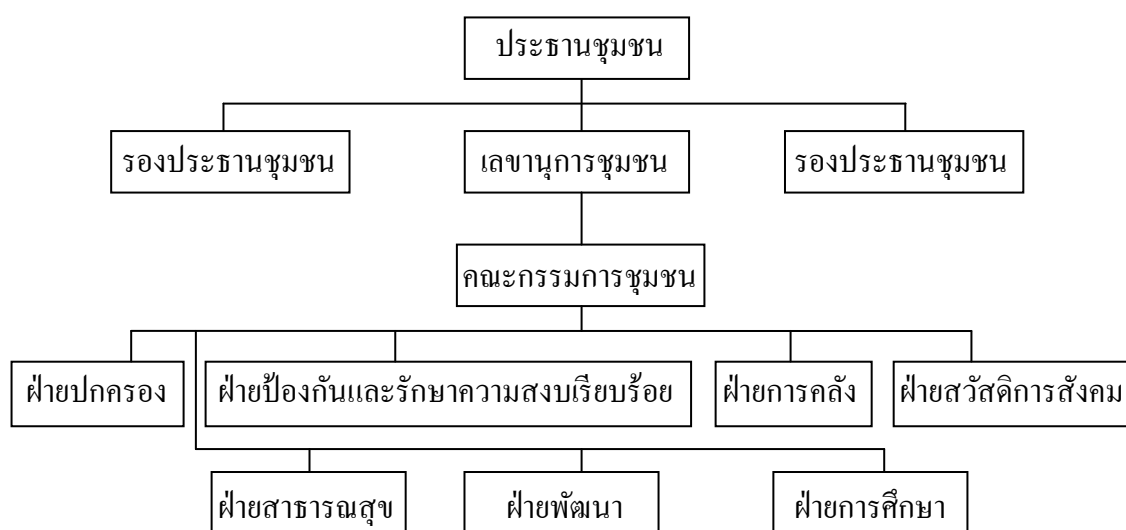 ประธานชุมชน
รองประธานชุมชน
เลขานุการชุมชน
รองประธานชุมชน
คณะกรรมการชุมชน
ฝ่ายปกครอง
ฝ่ายป้องกันและรักษาความสงบเรียบร้อย
ฝ่ายการคลัง
ฝ่ายสวัสดิการสังคม
ฝ่ายสาธารณสุข
ฝ่ายพัฒนา
ฝ่ายการศึกษา